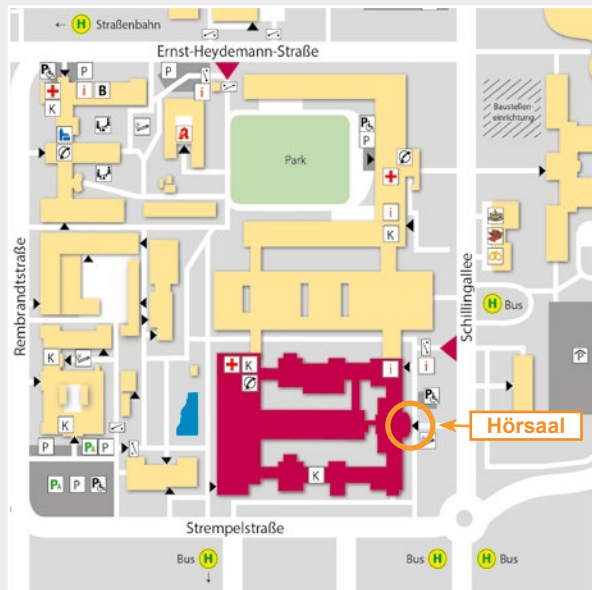 ← H Straßenbahn
Ernst-Heydemann-Straße
P
P
P
i
B
i
K
Baustellen-
einrichtung
P
P
Park
i
K
Rembrandtstraße
Schillingallee
H Bus
P
K
K
i
i
P
K
Hörsaal
P
P
P
K
P
P
P
Strempelstraße
Bus H
↓
Bus H
H Bus